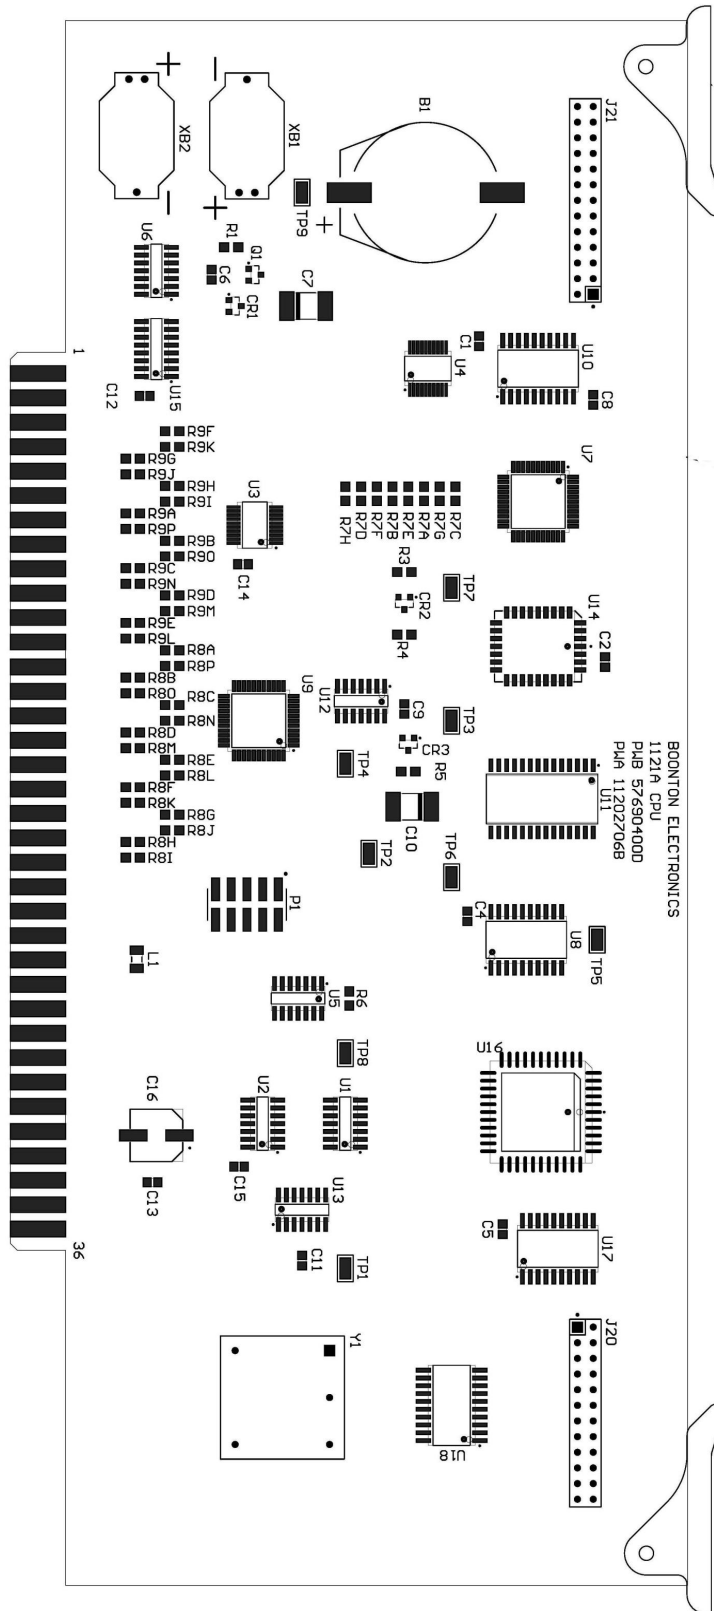 J21
B1
XB1
XB2
+
-
-
+
TP9
+
U6
R1
Q1
C6
CR1
C7
C1
U4
U10
C8
1
C12
U15
R9F
R9K
R9G
R9J
R9H
R9I
R9A
R9P
R9B
R9O
R9C
R9N
R9D
R9M
R9E
R9L
R8A
R8P
R8B
R8O
R8C
R8N
R8D
R8M
R8E
R8L
R8F
R8K
R8G
R8J
R8H
R8I
U3
C14
R7H
R7D
R7F
R7B
R7E
R7A
R7G
R7C
U7
R3
CR2
R4
TP7
U14
C2
U9
U12
C9
TP3
CR3
R5
TP4
C10
TP2
TP6
U11
BOONTON ELECTRONICS
1121A CPU
PWB 57690400D
PWA 11202706B
P1
C4
U8
TP5
L1
U5
R6
TP8
U16
C16
U2
U1
C13
C15
U13
C5
U17
36
C11
TP1
J20
Y1
U18